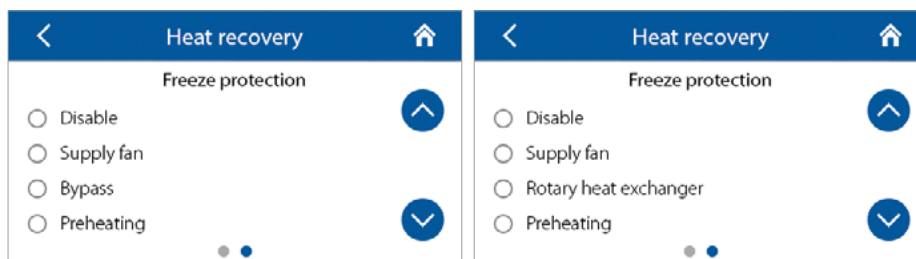 Heat recovery
Freeze protection
Disable
Supply fan
Bypass
Preheating
Heat recovery
Freeze protection
Disable
Supply fan
Rotary heat exchanger
Preheating